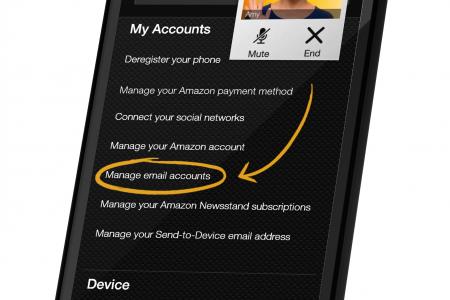 Amy
Mute
End
My Accounts
Deregister your phone
Manage your Amazon payment method
Connect your social networks
Manage your Amazon account
Manage email accounts
Manage your Amazon Newsstand subscriptions
Manage your Send-to-Device email address
Device